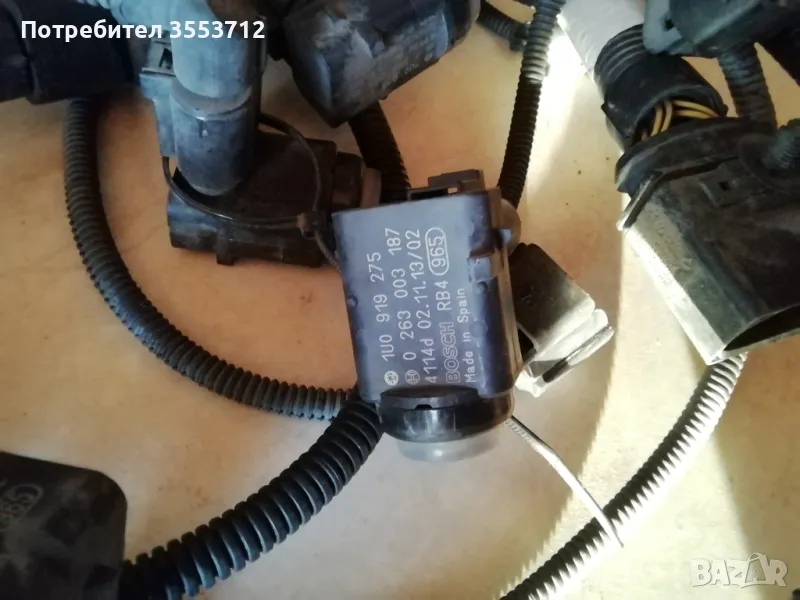 Потребител 3553712
1U0 919 275
0 263 003 187
4114d 02.11.13/02
BOSCH RB4 965
Made in Spain
BAZAR